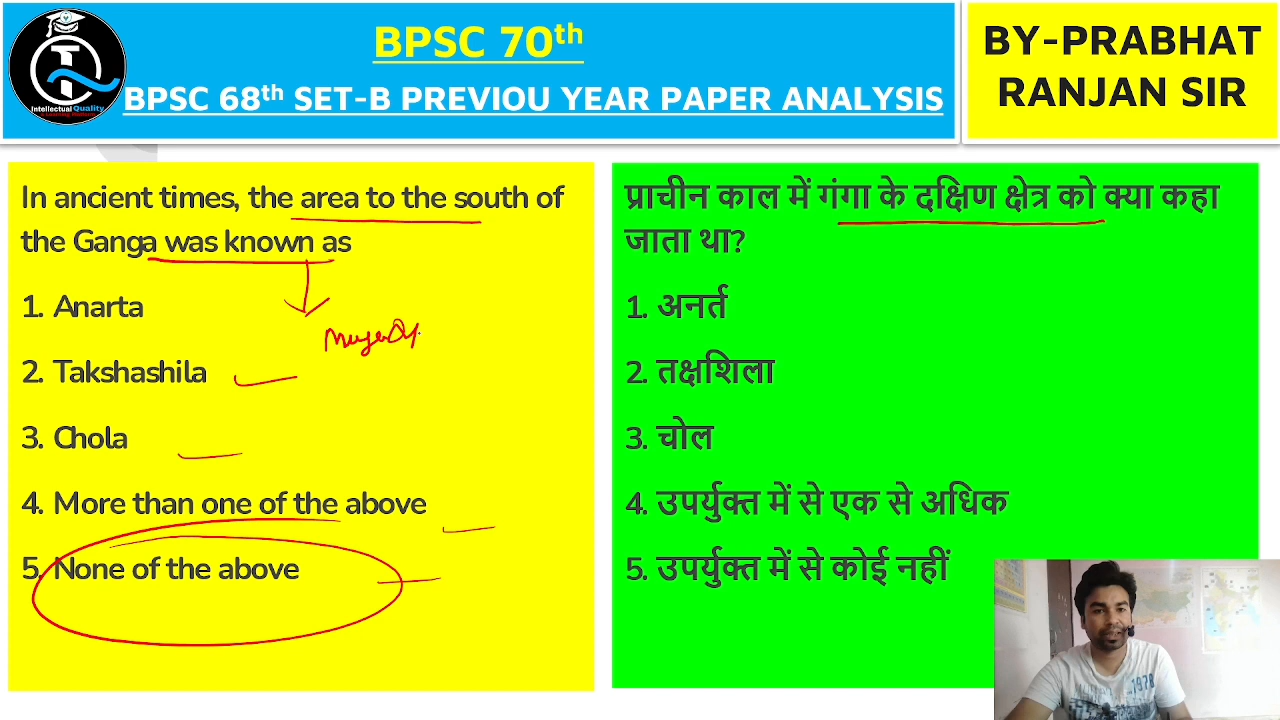 BPSC 70th
BPSC 68th SET-B PREVIOU YEAR PAPER ANALYSIS
BY-PRABHAT
RANJAN SIR
Intellectual Quality
In ancient times, the area to the south of
the Ganga was known as
1. Anarta
2. Takshashila
3. Chola
4. More than one of the above
5. None of the above
प्राचीन काल में गंगा के दक्षिण क्षेत्र को क्या कहा
जाता था?
1. अनर्त
2. तक्षशिला
3. चोल
4. उपर्युक्त में से एक से अधिक
5. उपर्युक्त में से कोई नहीं
1978